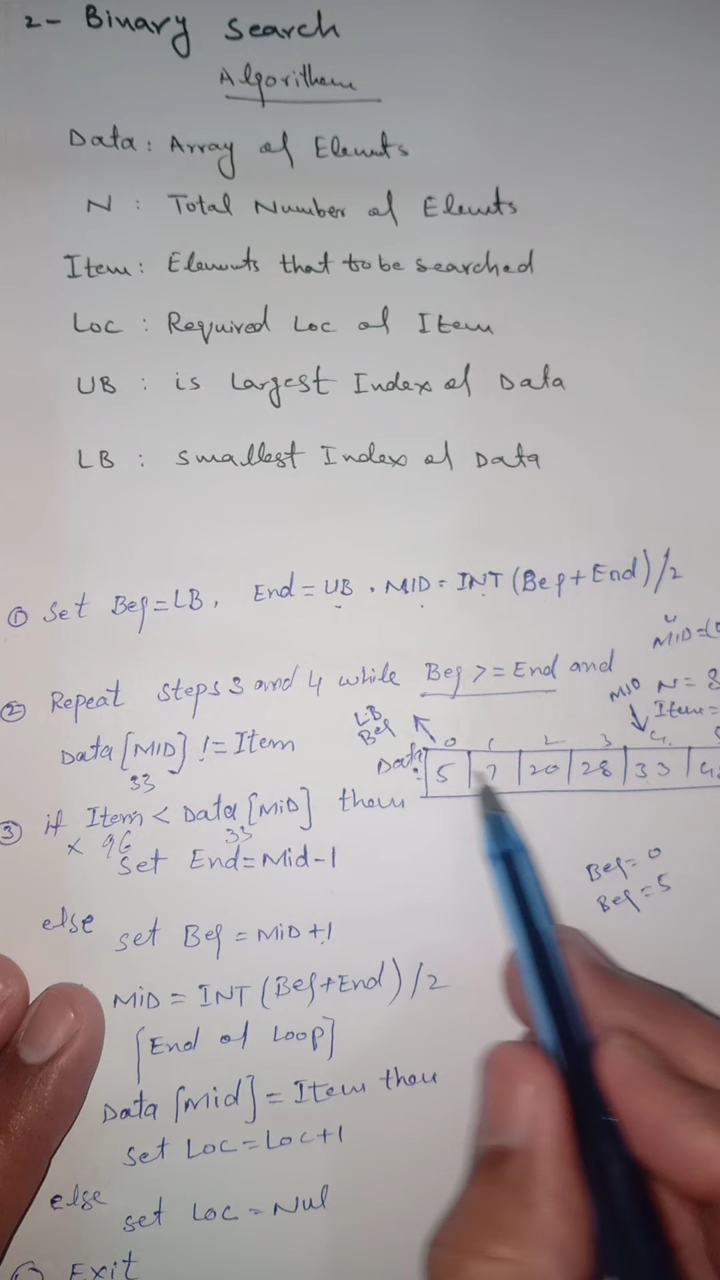 2- Binary Search
Algorithem
Data: Array of Elemnts
N : Total Number of Elemnts
Item: Elemnts that to be searched
Loc : Required Loc of Item
UB : is Largest Index of Data
LB : Smallest Index of Data
① Set Beg=LB, End=UB. MID=INT(Beg+End)/2
② Repeat Steps 3 and 4 while Beg>=End and
Data[MID] != Item
33
③ if Item < Data[MiD] then
x 96 33
Set End=Mid-1
else set Beg=MiD+1
MiD=INT(Beg+End)/2
[End of Loop]
Data[Mid]=Item then
set Loc=Loc+1
else
set Loc=Nul
Exit
MiD=(
MiD N=8
Item=
LB
Beg
0 1 2 3 4
Data: 5 7 20 28 33
Beg=0
Beg=5